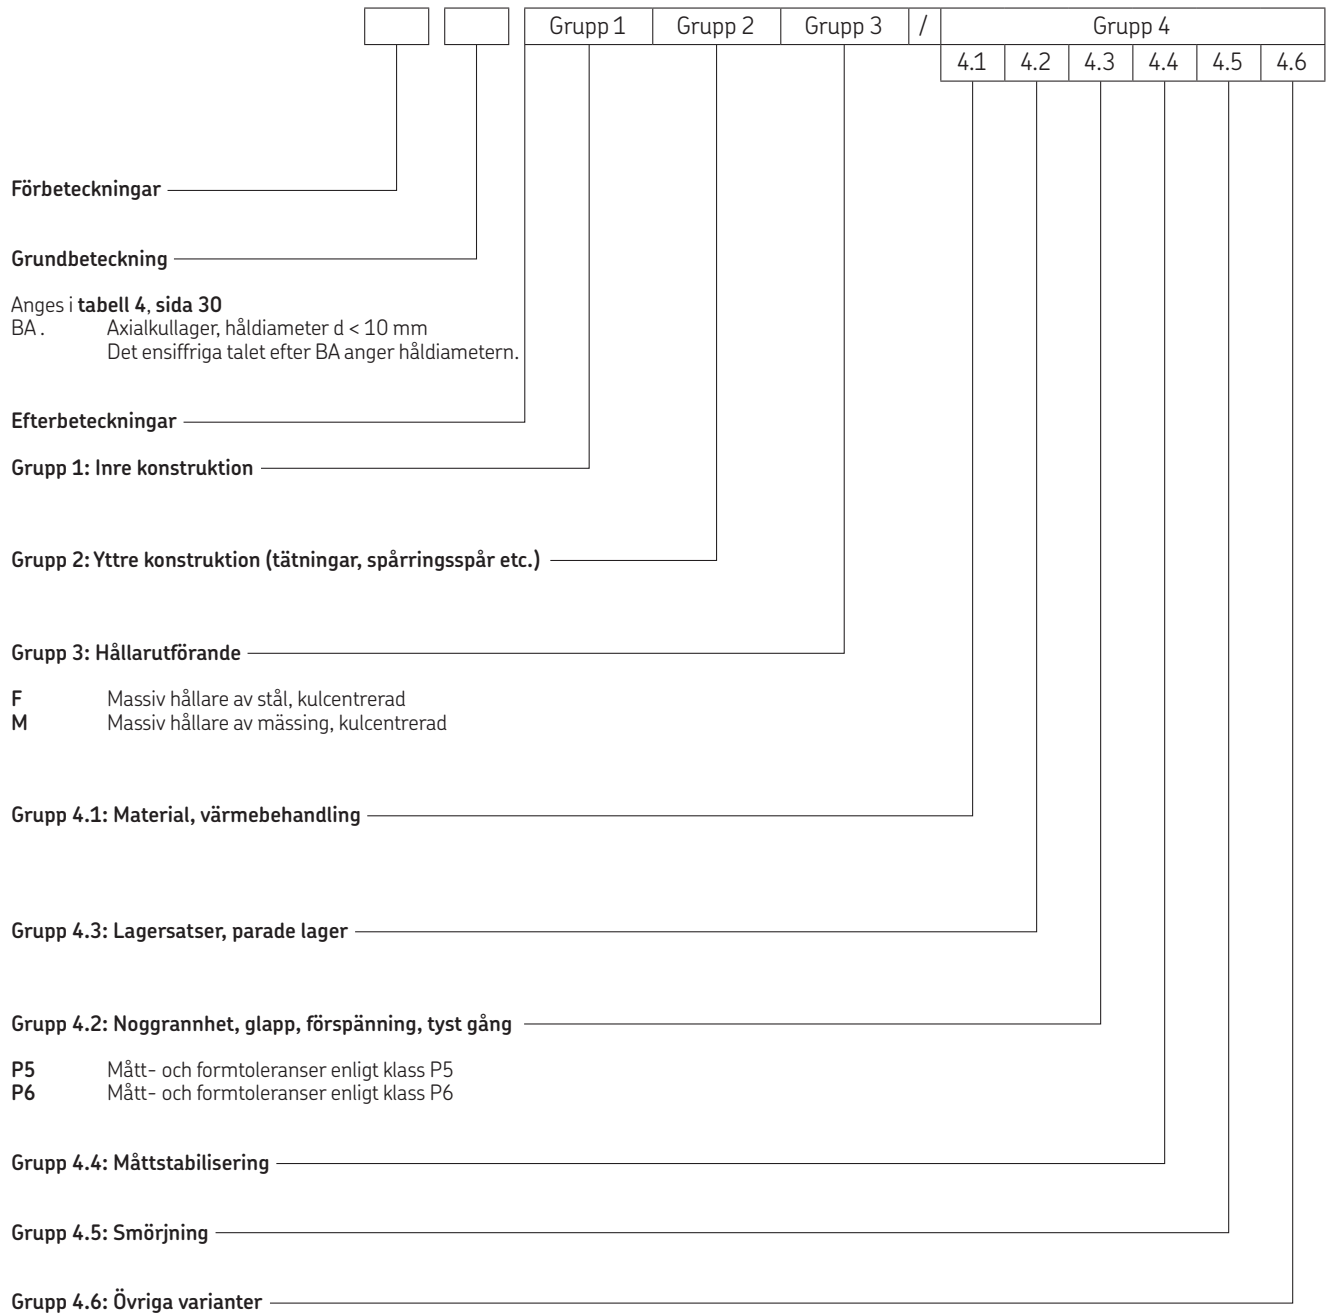 Grupp 1 Grupp 2 Grupp 3 / Grupp 4
4.1 4.2 4.3 4.4 4.5 4.6
Förbeteckningar
Grundbeteckning
Anges i tabell 4, sida 30
BA . Axialkullager, håldiameter d < 10 mm
Det ensiffriga talet efter BA anger håldiametern.
Efterbeteckningar
Grupp 1: Inre konstruktion
Grupp 2: Yttre konstruktion (tätningar, spårringsspår etc.)
Grupp 3: Hållarutförande
F Massiv hållare av stål, kulcentrerad
M Massiv hållare av mässing, kulcentrerad
Grupp 4.1: Material, värmebehandling
Grupp 4.3: Lagersatser, parade lager
Grupp 4.2: Noggrannhet, glapp, förspänning, tyst gång
P5 Mått- och formtoleranser enligt klass P5
P6 Mått- och formtoleranser enligt klass P6
Grupp 4.4: Måttstabilisering
Grupp 4.5: Smörjning
Grupp 4.6: Övriga varianter